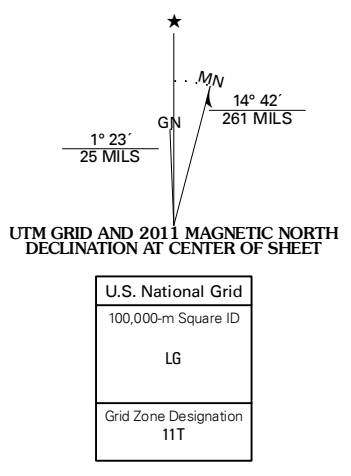 ★
MN
GN
14° 42´
261 MILS
1° 23´
25 MILS
UTM GRID AND 2011 MAGNETIC NORTH
DECLINATION AT CENTER OF SHEET
U.S. National Grid
100,000-m Square ID
LG
Grid Zone Designation
11T